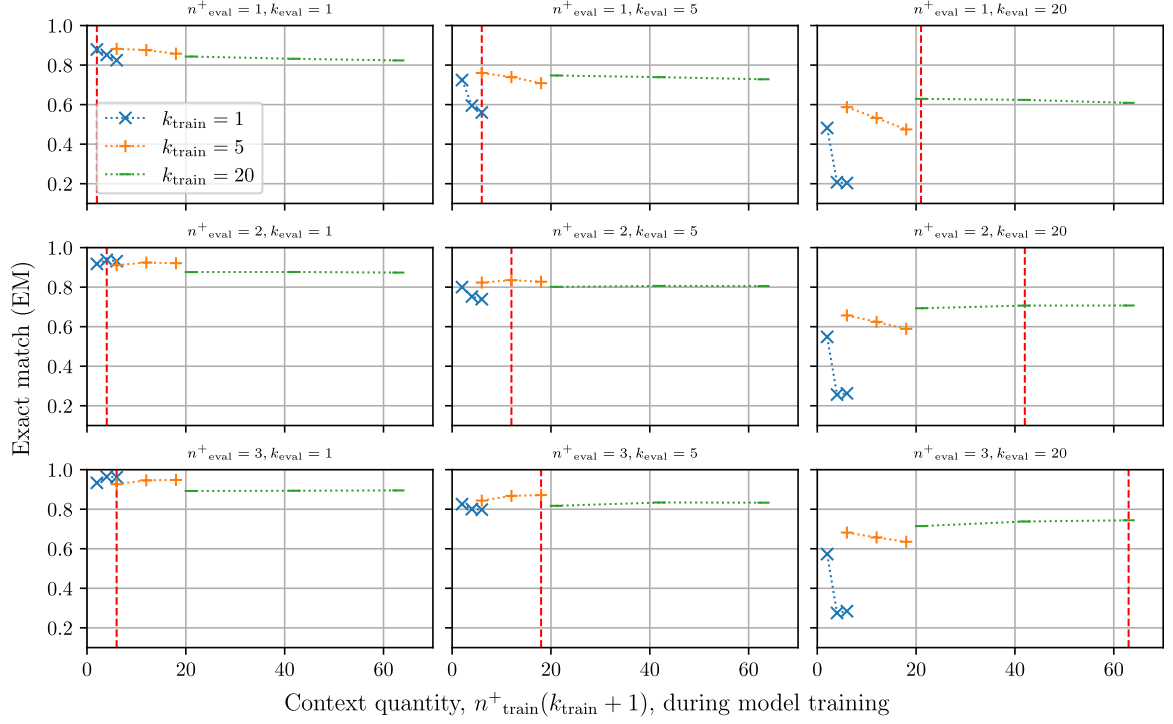 n⁺eval = 1, keval = 1
n⁺eval = 1, keval = 5
n⁺eval = 1, keval = 20
1.0
0.8
0.6
0.4
0.2
ktrain = 1
ktrain = 5
ktrain = 20
n⁺eval = 2, keval = 1
n⁺eval = 2, keval = 5
n⁺eval = 2, keval = 20
1.0
0.8
0.6
0.4
0.2
Exact match (EM)
n⁺eval = 3, keval = 1
n⁺eval = 3, keval = 5
n⁺eval = 3, keval = 20
1.0
0.8
0.6
0.4
0.2
0 20 40 60 0 20 40 60 0 20 40 60
Context quantity, n⁺train(ktrain + 1), during model training